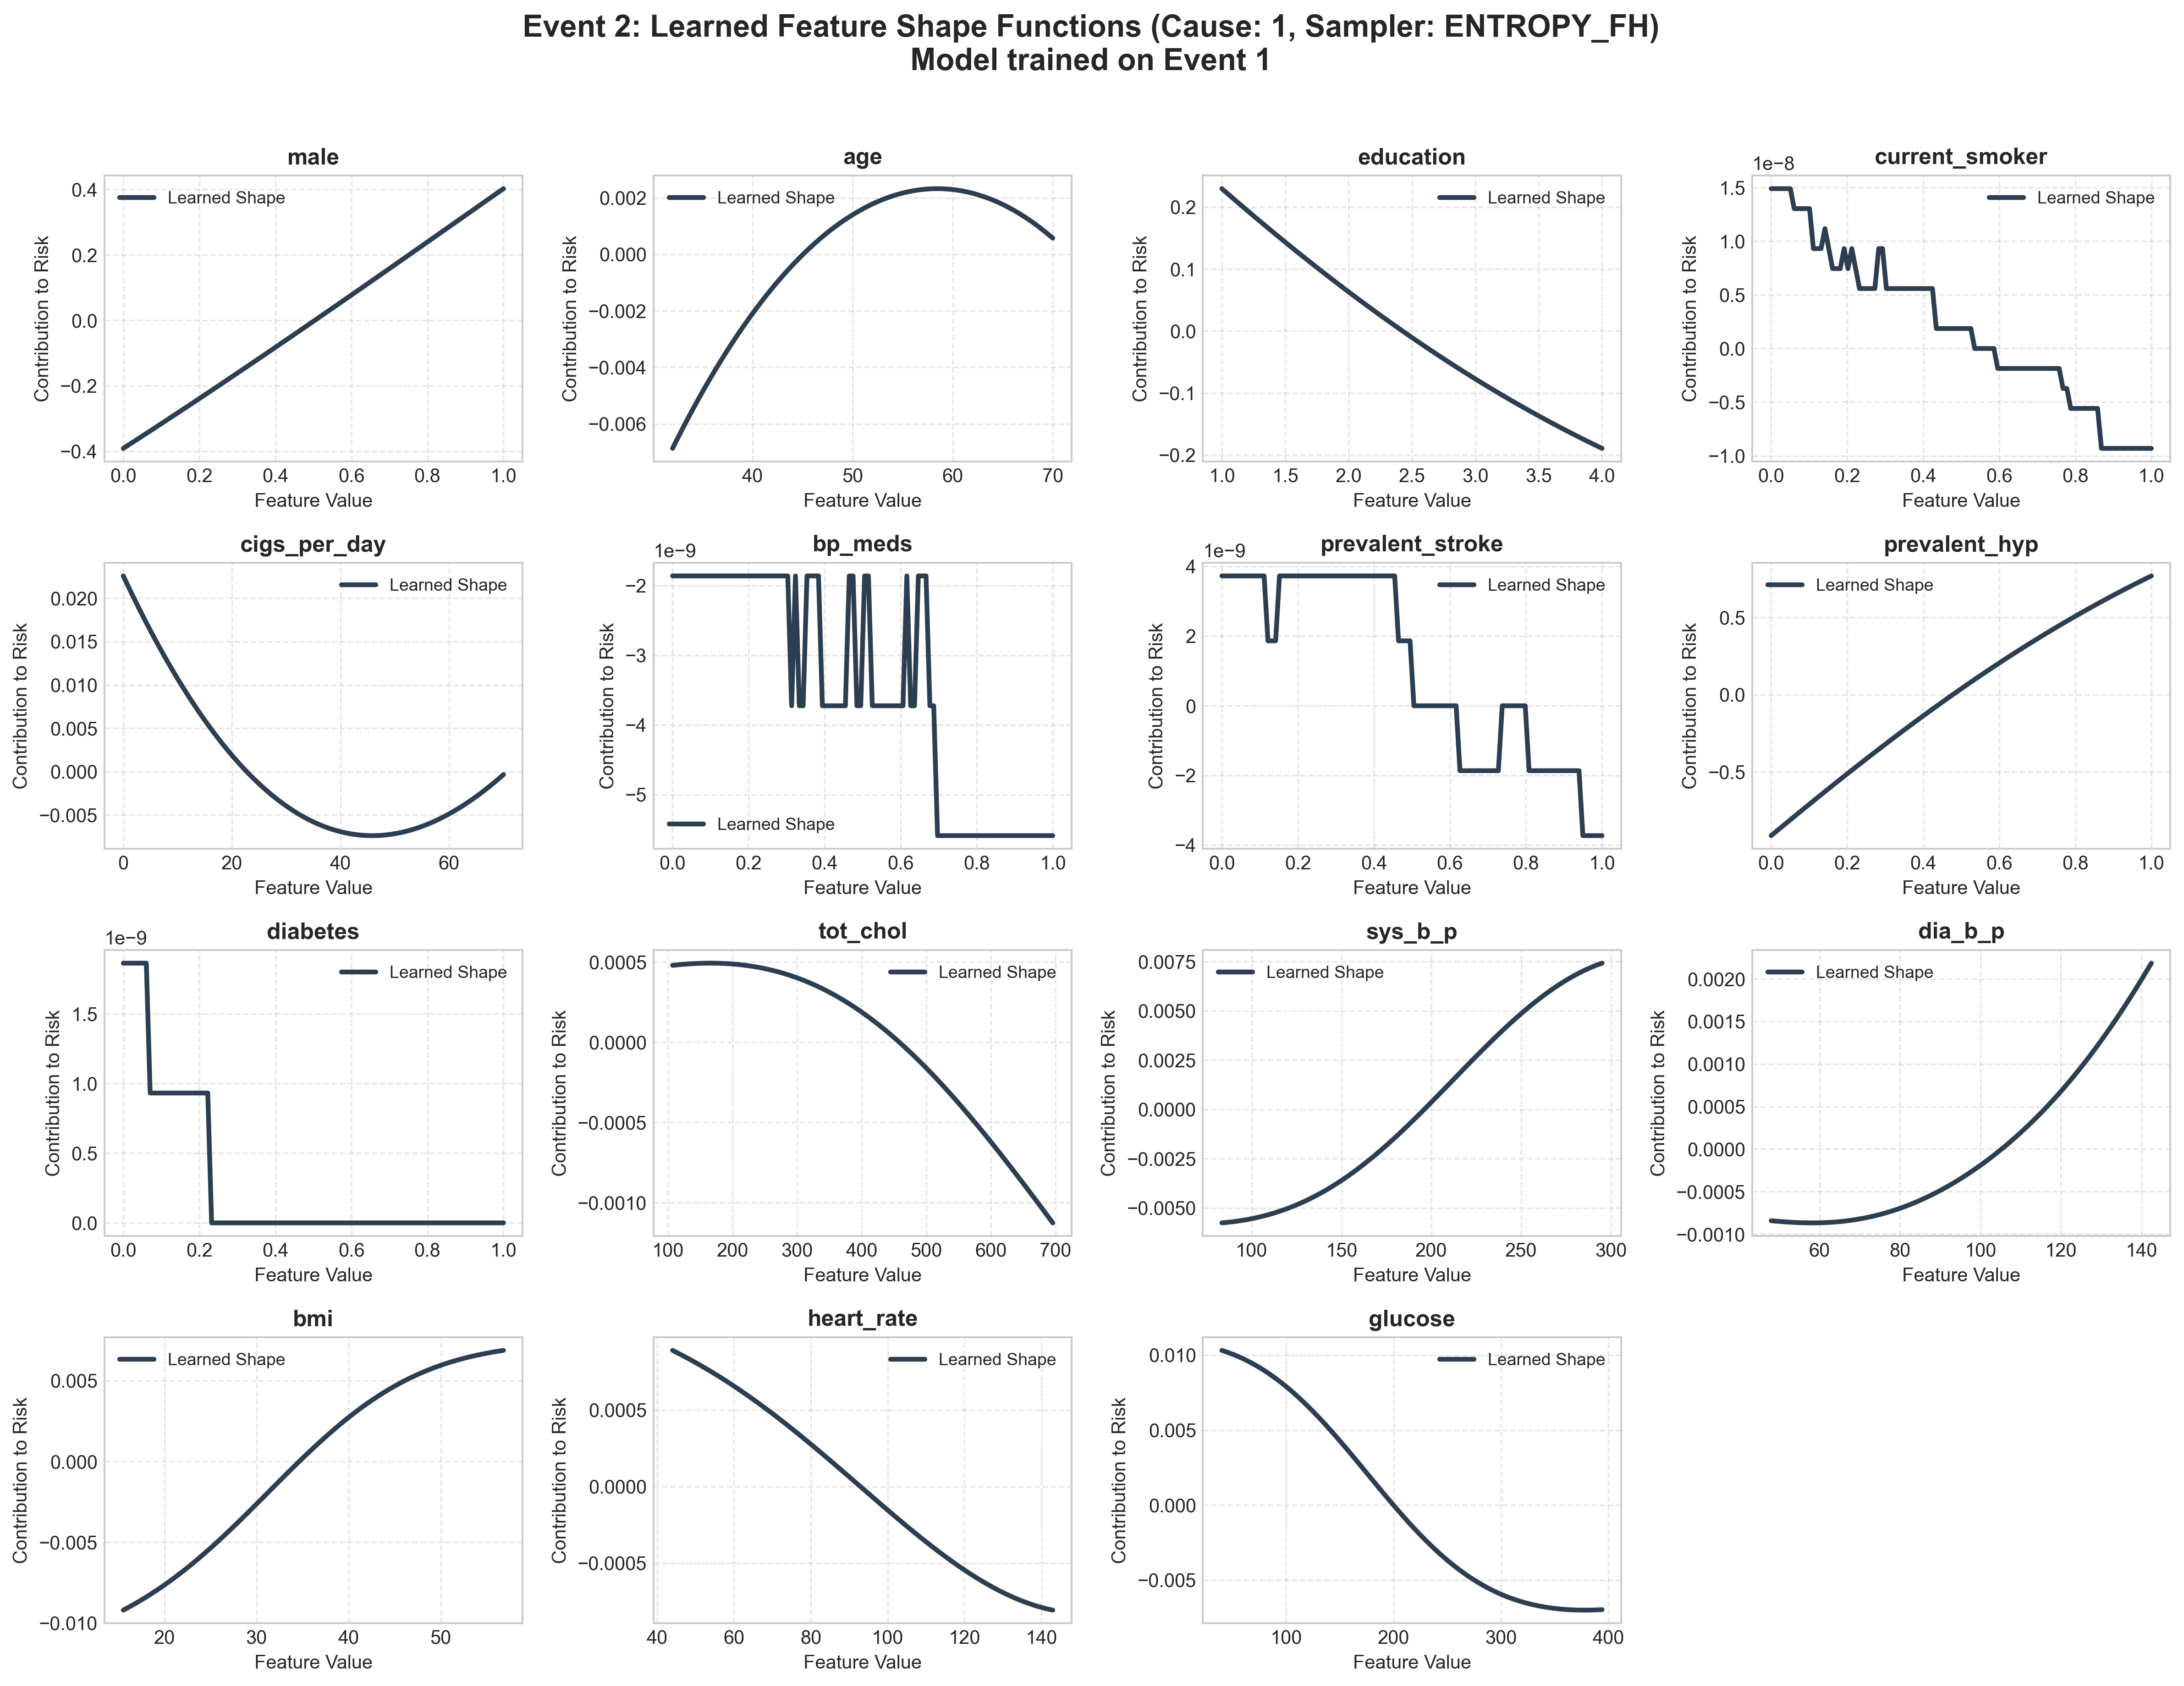 Event 2: Learned Feature Shape Functions (Cause: 1, Sampler: ENTROPY_FH)
Model trained on Event 1
male
Learned Shape
Contribution to Risk
0.4
0.2
0.0
−0.2
−0.4
0.0 0.2 0.4 0.6 0.8 1.0
Feature Value
age
Learned Shape
Contribution to Risk
0.002
0.000
−0.002
−0.004
−0.006
40 50 60 70
Feature Value
education
Learned Shape
Contribution to Risk
0.2
0.1
0.0
−0.1
−0.2
1.0 1.5 2.0 2.5 3.0 3.5 4.0
Feature Value
current_smoker
1e−8
Learned Shape
Contribution to Risk
1.5
1.0
0.5
0.0
−0.5
−1.0
0.0 0.2 0.4 0.6 0.8 1.0
Feature Value
cigs_per_day
Learned Shape
Contribution to Risk
0.020
0.015
0.010
0.005
0.000
−0.005
0 20 40 60
Feature Value
bp_meds
1e−9
Contribution to Risk
−2
−3
−4
−5
Learned Shape
0.0 0.2 0.4 0.6 0.8 1.0
Feature Value
prevalent_stroke
1e−9
Learned Shape
Contribution to Risk
4
2
0
−2
−4
0.0 0.2 0.4 0.6 0.8 1.0
Feature Value
prevalent_hyp
Learned Shape
Contribution to Risk
0.5
0.0
−0.5
0.0 0.2 0.4 0.6 0.8 1.0
Feature Value
diabetes
1e−9
Learned Shape
Contribution to Risk
1.5
1.0
0.5
0.0
0.0 0.2 0.4 0.6 0.8 1.0
Feature Value
tot_chol
Learned Shape
Contribution to Risk
0.0005
0.0000
−0.0005
−0.0010
100 200 300 400 500 600 700
Feature Value
sys_b_p
Learned Shape
Contribution to Risk
0.0075
0.0050
0.0025
0.0000
−0.0025
−0.0050
100 150 200 250 300
Feature Value
dia_b_p
Learned Shape
Contribution to Risk
0.0020
0.0015
0.0010
0.0005
0.0000
−0.0005
−0.0010
60 80 100 120 140
Feature Value
bmi
Learned Shape
Contribution to Risk
0.005
0.000
−0.005
−0.010
20 30 40 50
Feature Value
heart_rate
Learned Shape
Contribution to Risk
0.0005
0.0000
−0.0005
40 60 80 100 120 140
Feature Value
glucose
Learned Shape
Contribution to Risk
0.010
0.005
0.000
−0.005
100 200 300 400
Feature Value